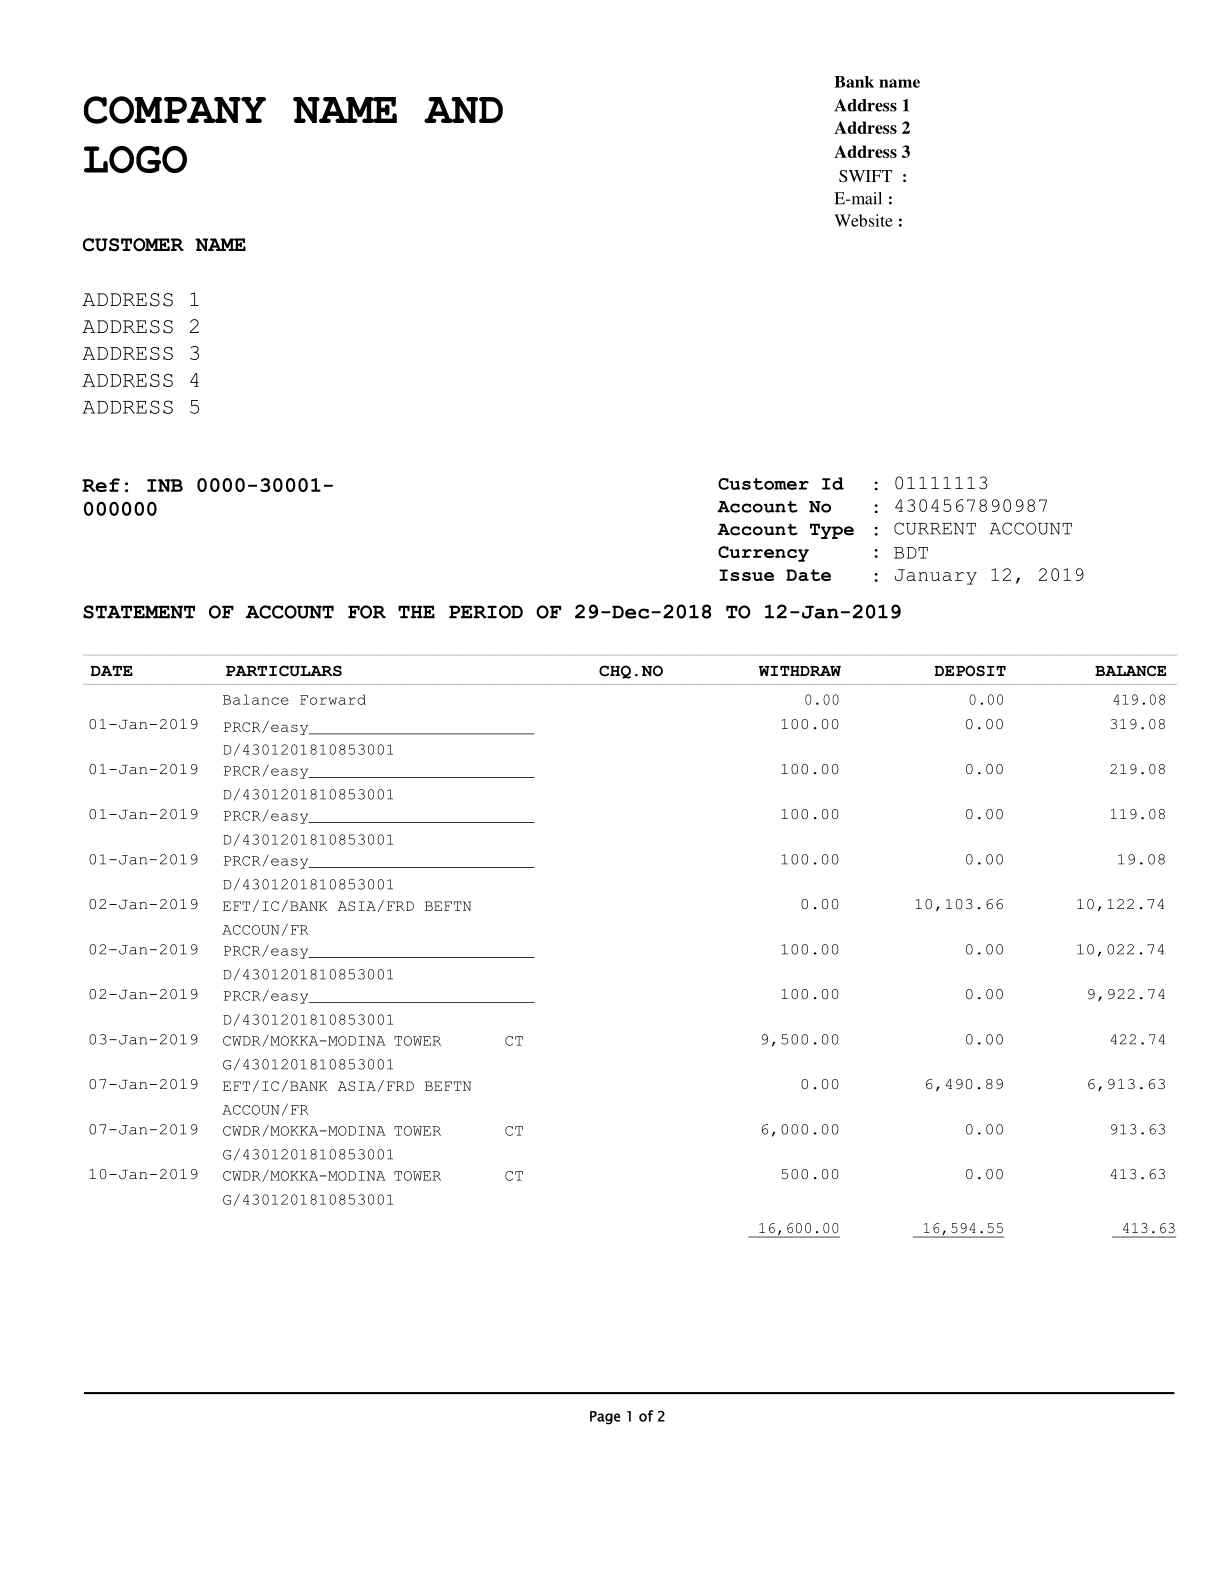 COMPANY NAME AND
LOGO
Bank name
Address 1
Address 2
Address 3
SWIFT :
E-mail :
Website :
CUSTOMER NAME
ADDRESS 1
ADDRESS 2
ADDRESS 3
ADDRESS 4
ADDRESS 5
Ref: INB 0000-30001-
000000
Customer Id : 01111113
Account No : 4304567890987
Account Type : CURRENT ACCOUNT
Currency : BDT
Issue Date : January 12, 2019
STATEMENT OF ACCOUNT FOR THE PERIOD OF 29-Dec-2018 TO 12-Jan-2019
DATE PARTICULARS CHQ.NO WITHDRAW DEPOSIT BALANCE
Balance Forward 0.00 0.00 419.08
01-Jan-2019 PRCR/easy 100.00 0.00 319.08
D/4301201810853001
01-Jan-2019 PRCR/easy 100.00 0.00 219.08
D/4301201810853001
01-Jan-2019 PRCR/easy 100.00 0.00 119.08
D/4301201810853001
01-Jan-2019 PRCR/easy 100.00 0.00 19.08
D/4301201810853001
02-Jan-2019 EFT/IC/BANK ASIA/FRD BEFTN 0.00 10,103.66 10,122.74
ACCOUN/FR
02-Jan-2019 PRCR/easy 100.00 0.00 10,022.74
D/4301201810853001
02-Jan-2019 PRCR/easy 100.00 0.00 9,922.74
D/4301201810853001
03-Jan-2019 CWDR/MOKKA-MODINA TOWER CT 9,500.00 0.00 422.74
G/4301201810853001
07-Jan-2019 EFT/IC/BANK ASIA/FRD BEFTN 0.00 6,490.89 6,913.63
ACCOUN/FR
07-Jan-2019 CWDR/MOKKA-MODINA TOWER CT 6,000.00 0.00 913.63
G/4301201810853001
10-Jan-2019 CWDR/MOKKA-MODINA TOWER CT 500.00 0.00 413.63
G/4301201810853001
16,600.00 16,594.55 413.63
Page 1 of 2